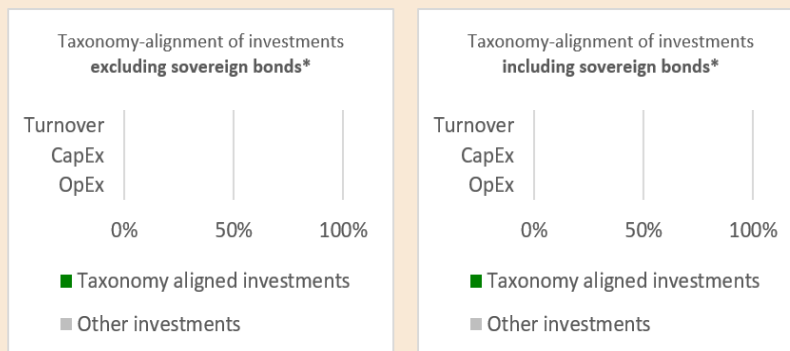 Taxonomy-alignment of investments
excluding sovereign bonds*
Turnover
CapEx
OpEx
0% 50% 100%
Taxonomy aligned investments
Other investments
Taxonomy-alignment of investments
including sovereign bonds*
Turnover
CapEx
OpEx
0% 50% 100%
Taxonomy aligned investments
Other investments